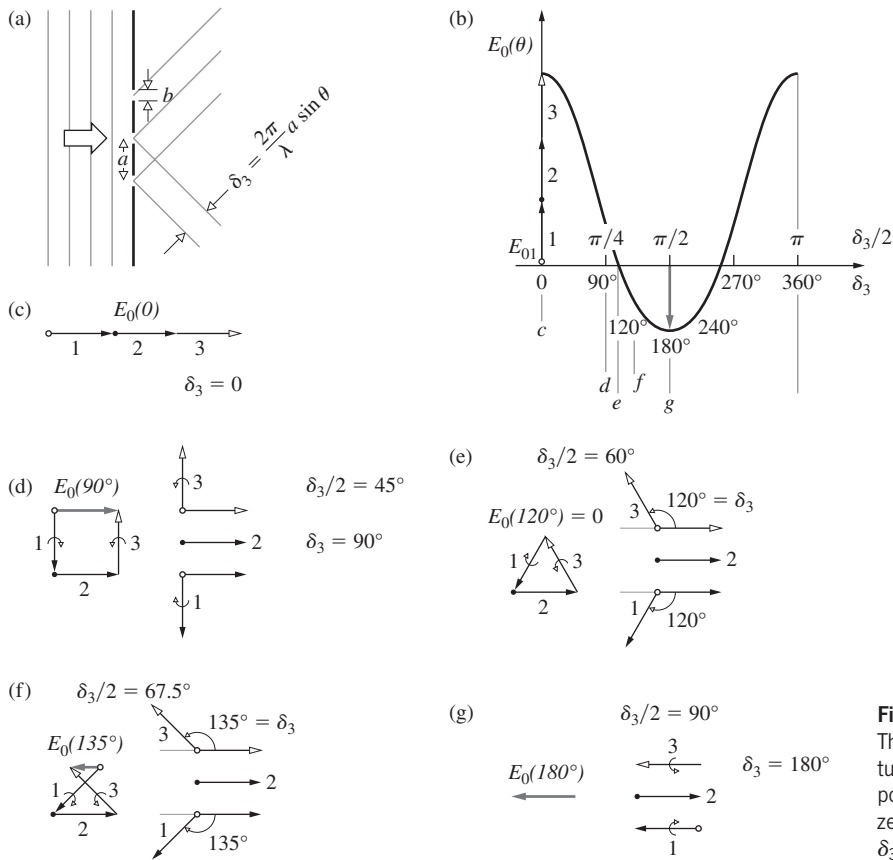 (a)
b
a
δ₃ = 2π/λ a sin θ
(b)
E₀(θ)
3
2
1
E₀₁
π/4
π/2
π
δ₃/2
0
90°
270°
360°
δ₃
120°
240°
180°
c
d
e
f
g
(c)
E₀(0)
1
2
3
δ₃ = 0
(d)
E₀(90°)
1
3
2
3
2
1
δ₃/2 = 45°
δ₃ = 90°
(e)
δ₃/2 = 60°
E₀(120°) = 0
1
3
2
3
120° = δ₃
2
1
120°
(f)
δ₃/2 = 67.5°
E₀(135°)
1
3
2
3
135° = δ₃
2
1
135°
(g)
δ₃/2 = 90°
E₀(180°)
3
2
1
δ₃ = 180°
Fi
Th
tu
po
ze
δ₃